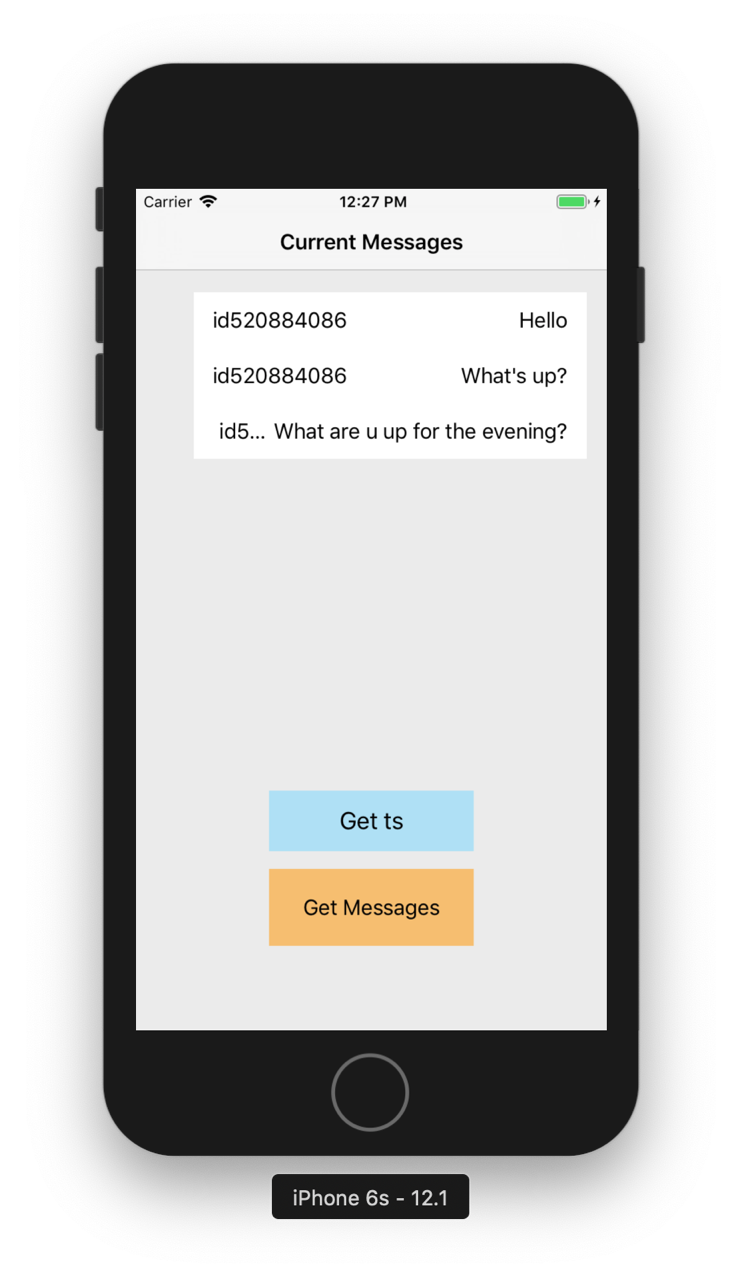 Carrier 12:27 PM
Current Messages
id520884086 Hello
id520884086 What's up?
id5... What are u up for the evening?
Get ts
Get Messages
iPhone 6s - 12.1